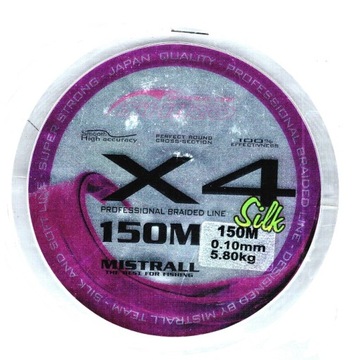 SUPER STRONG - JAPAN QUALITY - PROFESSIONAL BRAIDED LINE - DESIGNED BY MISTRALL TEAM - SILK AND SOFT LINE -
High accuracy
PERFECT ROUND
CROSS-SECTION
100%
EFFECTINNESS
X4
Silk
PROFESSIONAL BRAIDED LINE
150M
150M
0.10mm
5.80kg
MISTRALL
THE BEST FOR FISHING